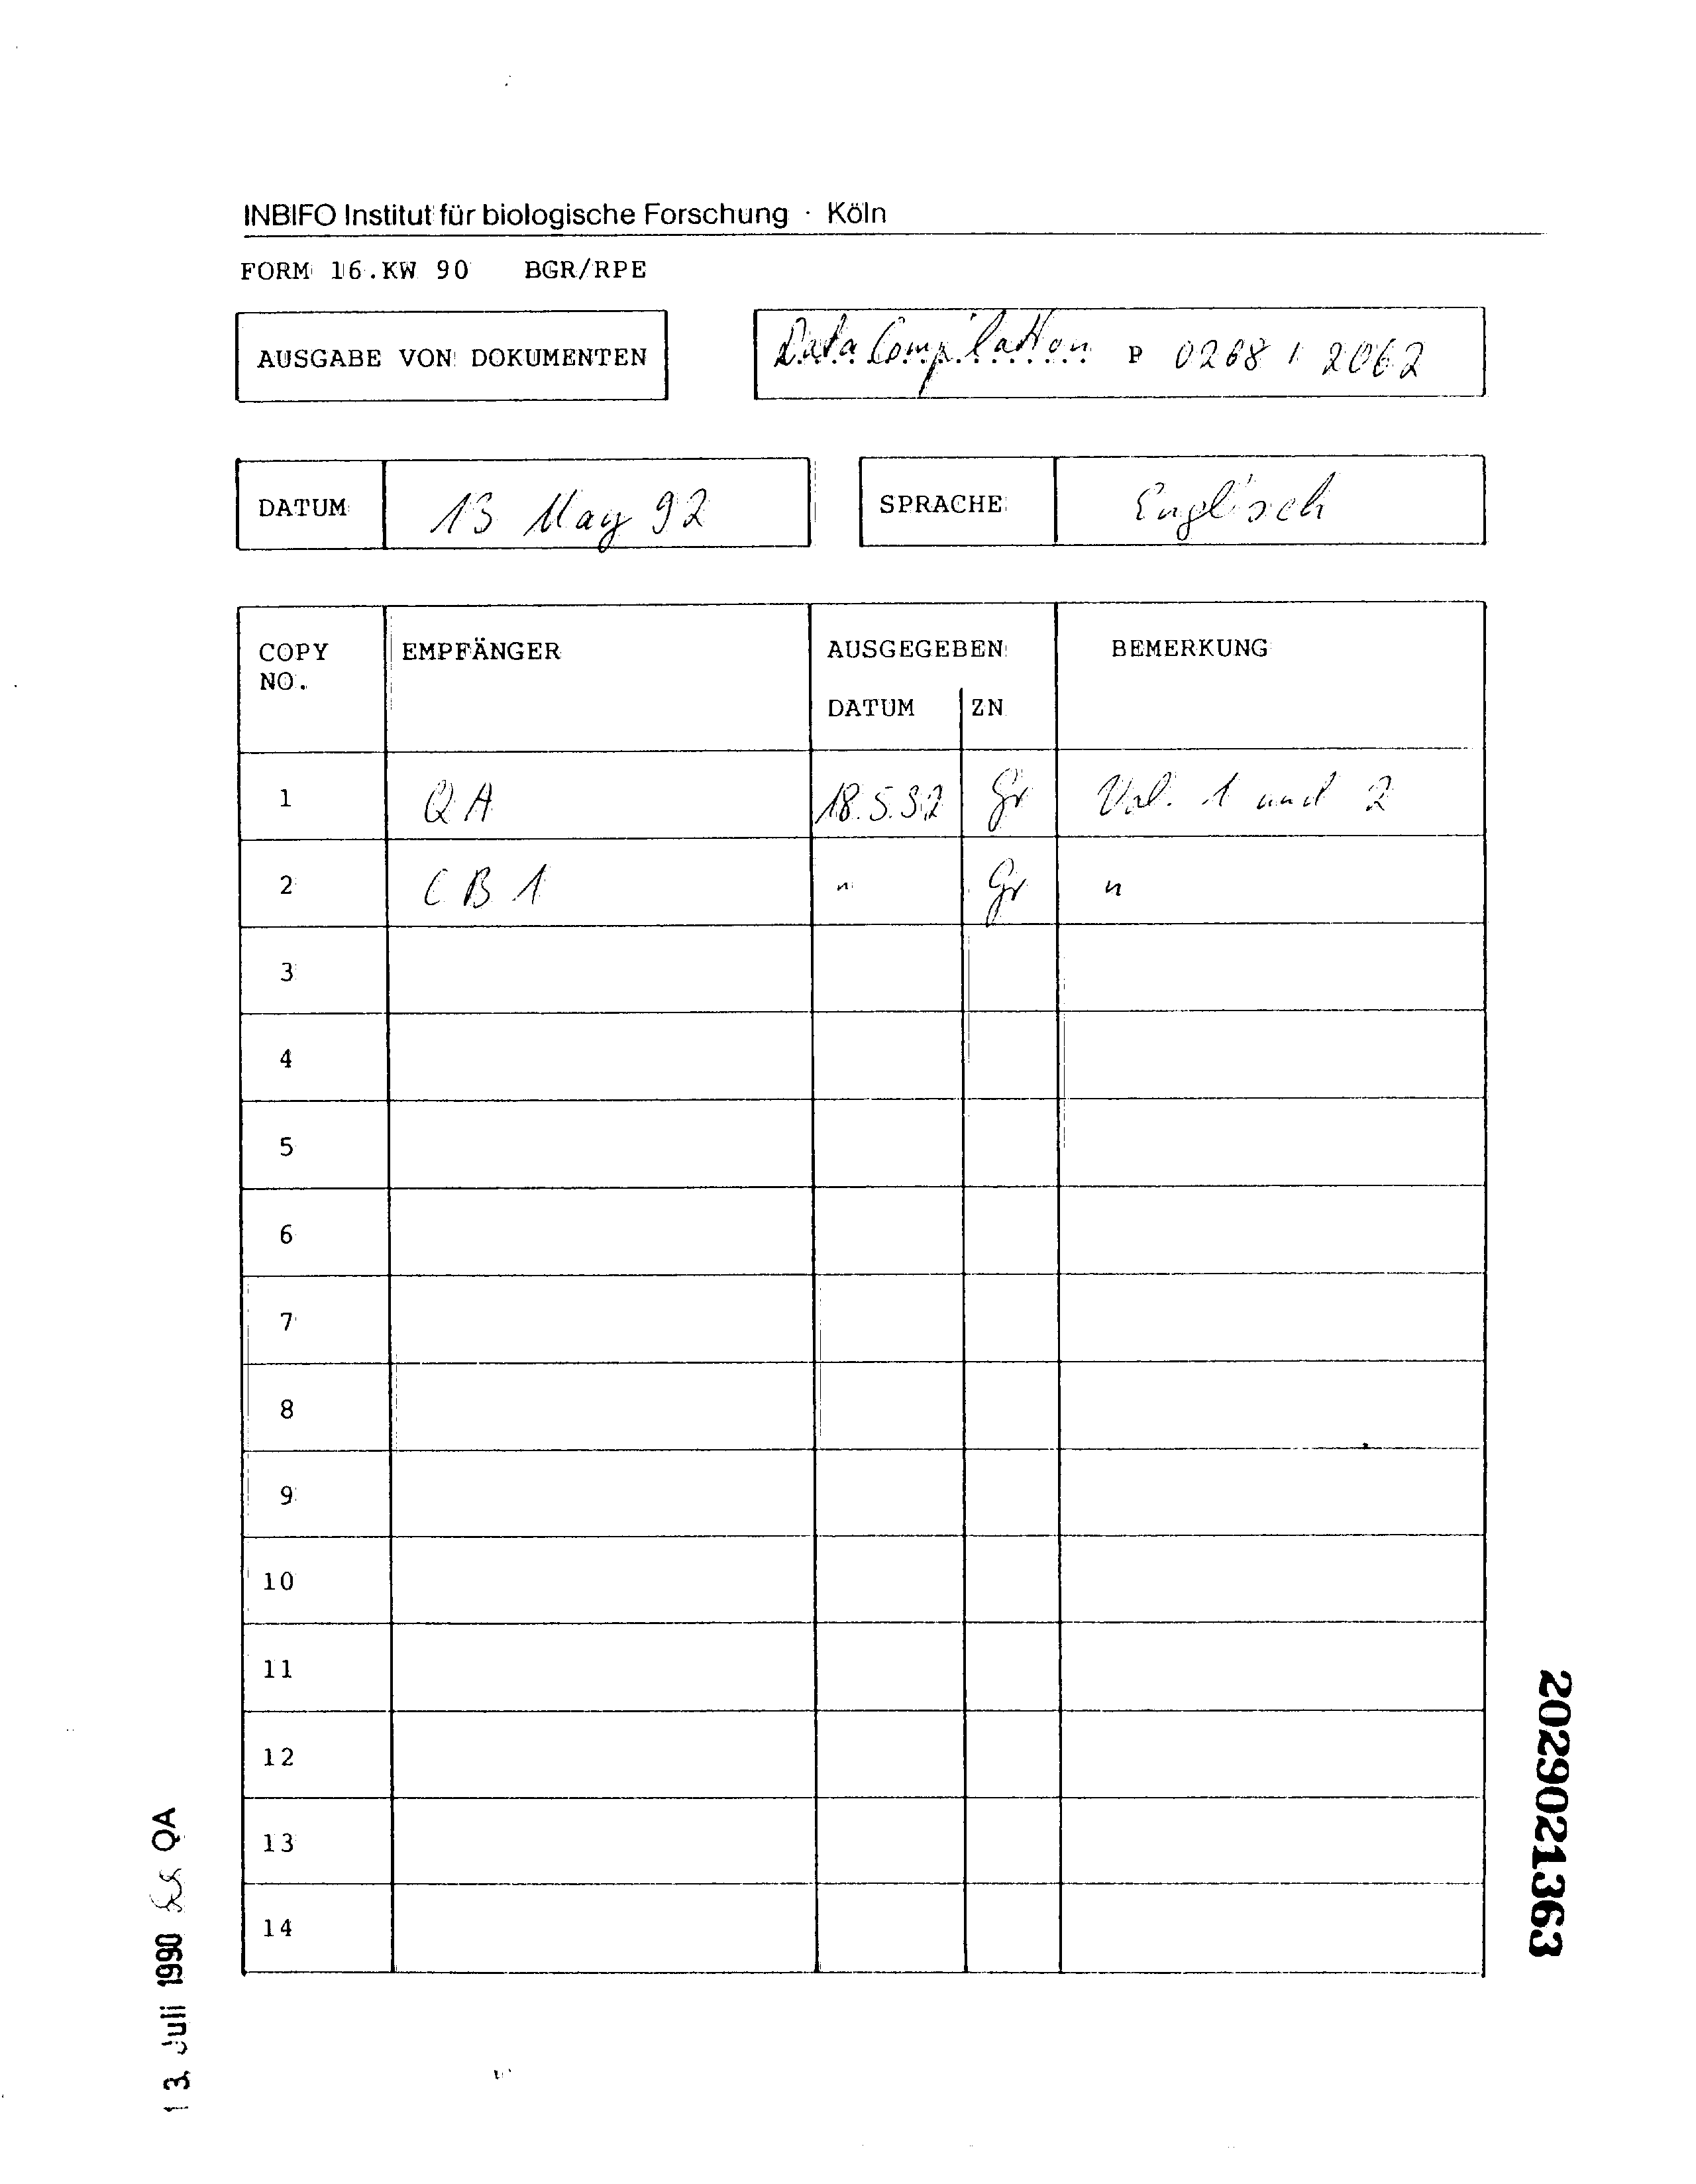 INBIFO Institut für biologische Forschung · Köln
FORM 16.KW 90 BGR/RPE
AUSGABE VON DOKUMENTEN
Data Compilation P 0268 / 2062
DATUM 13 May 92
SPRACHE Englisch
COPY NO. EMPFÄNGER AUSGEGEBEN BEMERKUNG
DATUM ZN
1 QA 18.5.92 Gr Vol. 1 und 2
2 CB 1 " Gr "
3
4
5
6
7
8
9
10
11
12
13
14
13. Juli 1990 QA
2029021363